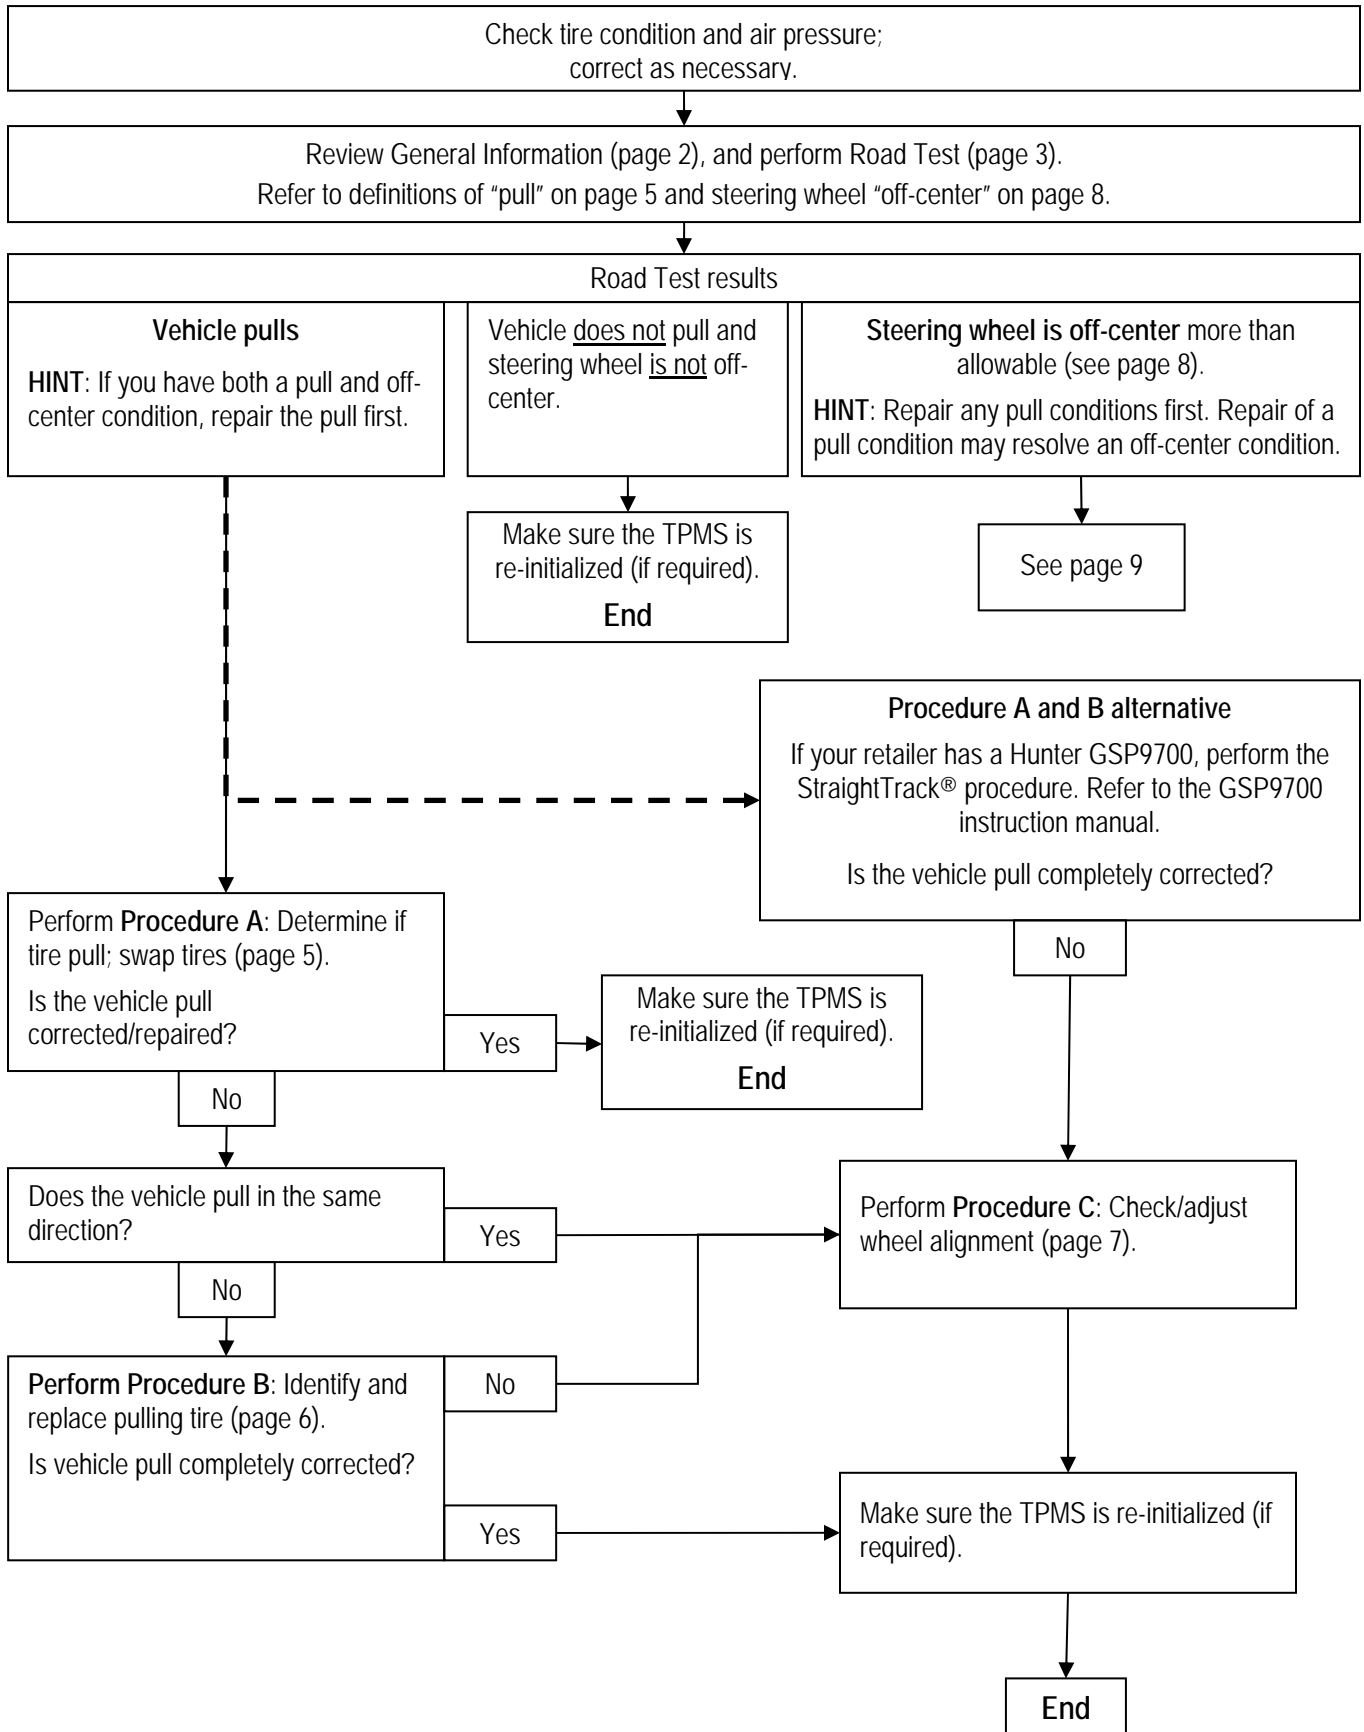 Check tire condition and air pressure;
correct as necessary.
Review General Information (page 2), and perform Road Test (page 3).
Refer to definitions of “pull” on page 5 and steering wheel “off-center” on page 8.
Road Test results
Vehicle pulls
HINT: If you have both a pull and off-
center condition, repair the pull first.
Vehicle does not pull and
steering wheel is not off-
center.
Steering wheel is off-center more than
allowable (see page 8).
HINT: Repair any pull conditions first. Repair of a
pull condition may resolve an off-center condition.
Make sure the TPMS is
re-initialized (if required).
End
See page 9
Procedure A and B alternative
If your retailer has a Hunter GSP9700, perform the
StraightTrack® procedure. Refer to the GSP9700
instruction manual.
Is the vehicle pull completely corrected?
No
Perform Procedure A: Determine if
tire pull; swap tires (page 5).
Is the vehicle pull
corrected/repaired?
Yes
Make sure the TPMS is
re-initialized (if required).
End
No
Does the vehicle pull in the same
direction?
Yes
Perform Procedure C: Check/adjust
wheel alignment (page 7).
No
Perform Procedure B: Identify and
replace pulling tire (page 6).
Is vehicle pull completely corrected?
No
Yes
Make sure the TPMS is re-initialized (if
required).
End